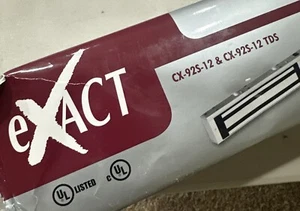 eXACT
CX-92S-12 & CX-92S-12 TDS
UL LISTED c UL